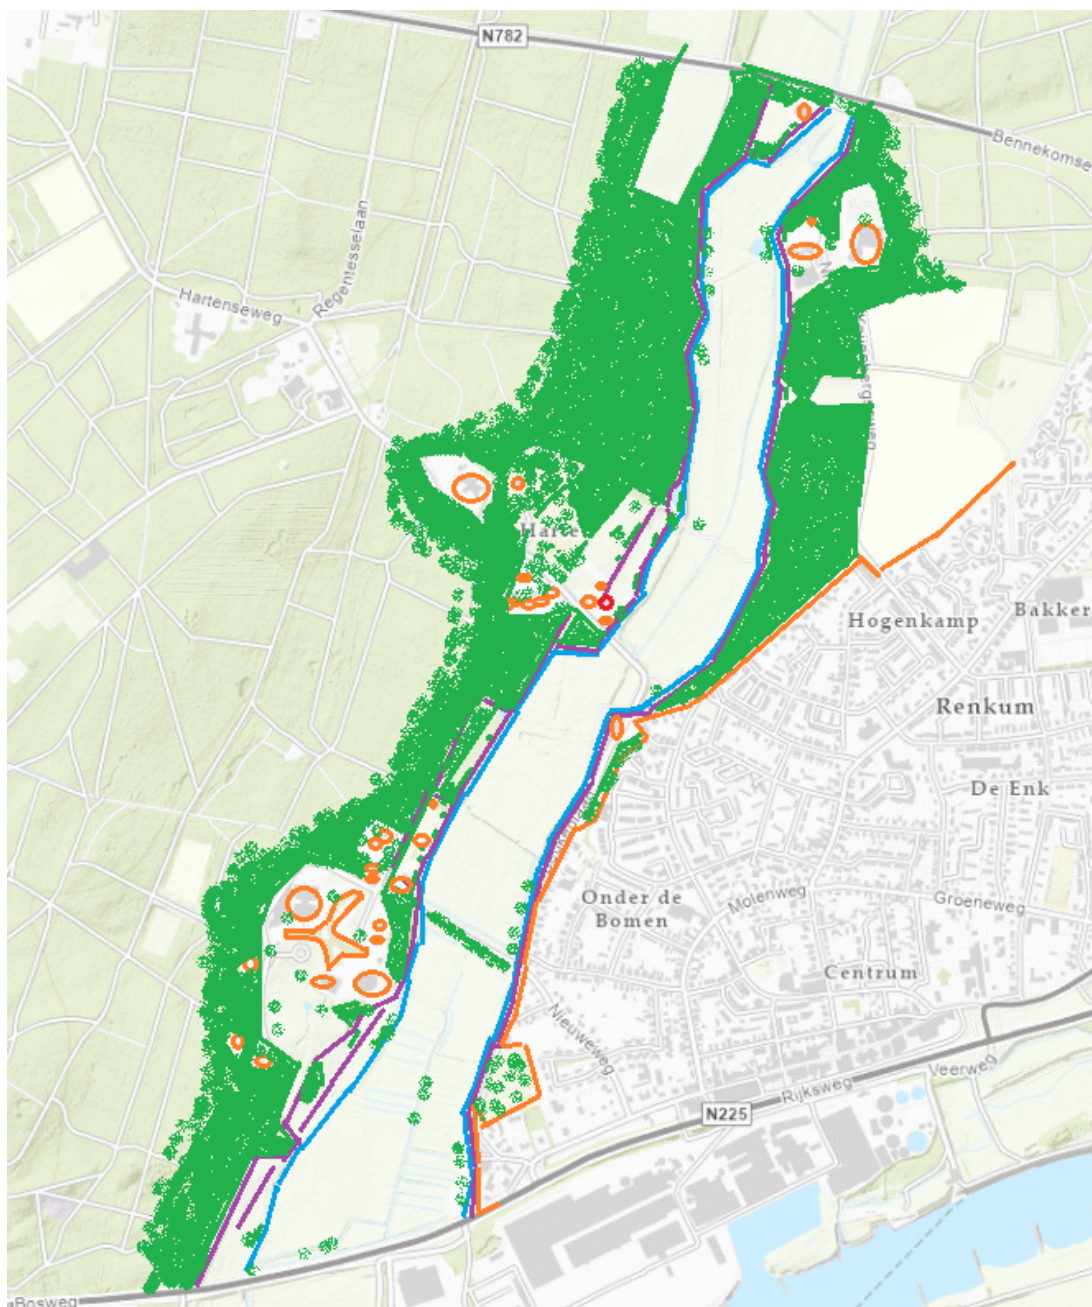 N782
Bennekomse
Regentesselaan
Hartenseweg
Harte
Hogenkamp
Bakker
Renkum
De Enk
Onder de
Bomen
Molenweg
Groeneweg
Centrum
Nieuweweg
Veerweg
Rijksweg
N225
Bosweg